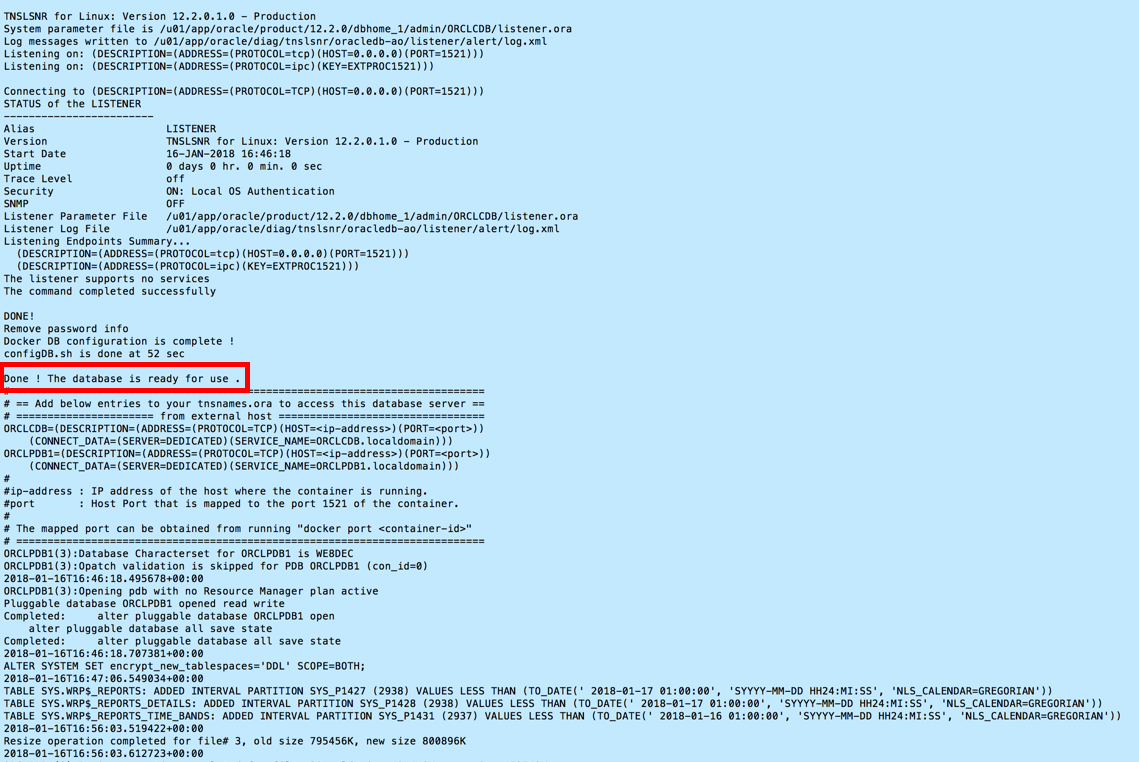 TNSLSNR for Linux: Version 12.2.0.1.0 - Production
System parameter file is /u01/app/oracle/product/12.2.0/dbhome_1/admin/ORCLCDB/listener.ora
Log messages written to /u01/app/oracle/diag/tnslsnr/oracledb-ao/listener/alert/log.xml
Listening on: (DESCRIPTION=(ADDRESS=(PROTOCOL=tcp)(HOST=0.0.0.0)(PORT=1521)))
Listening on: (DESCRIPTION=(ADDRESS=(PROTOCOL=ipc)(KEY=EXTPROC1521)))

Connecting to (DESCRIPTION=(ADDRESS=(PROTOCOL=TCP)(HOST=0.0.0.0)(PORT=1521)))
STATUS of the LISTENER
------------------------
Alias                     LISTENER
Version                   TNSLSNR for Linux: Version 12.2.0.1.0 - Production
Start Date                16-JAN-2018 16:46:18
Uptime                    0 days 0 hr. 0 min. 0 sec
Trace Level               off
Security                  ON: Local OS Authentication
SNMP                      OFF
Listener Parameter File   /u01/app/oracle/product/12.2.0/dbhome_1/admin/ORCLCDB/listener.ora
Listener Log File         /u01/app/oracle/diag/tnslsnr/oracledb-ao/listener/alert/log.xml
Listening Endpoints Summary...
  (DESCRIPTION=(ADDRESS=(PROTOCOL=tcp)(HOST=0.0.0.0)(PORT=1521)))
  (DESCRIPTION=(ADDRESS=(PROTOCOL=ipc)(KEY=EXTPROC1521)))
The listener supports no services
The command completed successfully

DONE!
Remove password info
Docker DB configuration is complete !
configDB.sh is done at 52 sec

Done ! The database is ready for use .
# ===========================================================================
# == Add below entries to your tnsnames.ora to access this database server ==
# ====================== from external host =================================
ORCLCDB=(DESCRIPTION=(ADDRESS=(PROTOCOL=TCP)(HOST=<ip-address>)(PORT=<port>))
    (CONNECT_DATA=(SERVER=DEDICATED)(SERVICE_NAME=ORCLCDB.localdomain)))
ORCLPDB1=(DESCRIPTION=(ADDRESS=(PROTOCOL=TCP)(HOST=<ip-address>)(PORT=<port>))
    (CONNECT_DATA=(SERVER=DEDICATED)(SERVICE_NAME=ORCLPDB1.localdomain)))
#
#ip-address : IP address of the host where the container is running.
#port       : Host Port that is mapped to the port 1521 of the container.
#
# The mapped port can be obtained from running "docker port <container-id>"
# ===========================================================================
ORCLPDB1(3):Database Characterset for ORCLPDB1 is WE8DEC
ORCLPDB1(3):Opatch validation is skipped for PDB ORCLPDB1 (con_id=0)
2018-01-16T16:46:18.495678+00:00
ORCLPDB1(3):Opening pdb with no Resource Manager plan active
Pluggable database ORCLPDB1 opened read write
Completed:     alter pluggable database ORCLPDB1 open
    alter pluggable database all save state
Completed:     alter pluggable database all save state
2018-01-16T16:46:18.707381+00:00
ALTER SYSTEM SET encrypt_new_tablespaces='DDL' SCOPE=BOTH;
2018-01-16T16:47:06.549034+00:00
TABLE SYS.WRP$_REPORTS: ADDED INTERVAL PARTITION SYS_P1427 (2938) VALUES LESS THAN (TO_DATE(' 2018-01-17 01:00:00', 'SYYYY-MM-DD HH24:MI:SS', 'NLS_CALENDAR=GREGORIAN'))
TABLE SYS.WRP$_REPORTS_DETAILS: ADDED INTERVAL PARTITION SYS_P1428 (2938) VALUES LESS THAN (TO_DATE(' 2018-01-17 01:00:00', 'SYYYY-MM-DD HH24:MI:SS', 'NLS_CALENDAR=GREGORIAN'))
TABLE SYS.WRP$_REPORTS_TIME_BANDS: ADDED INTERVAL PARTITION SYS_P1431 (2937) VALUES LESS THAN (TO_DATE(' 2018-01-16 01:00:00', 'SYYYY-MM-DD HH24:MI:SS', 'NLS_CALENDAR=GREGORIAN'))
2018-01-16T16:56:03.519422+00:00
Resize operation completed for file# 3, old size 795456K, new size 800896K
2018-01-16T16:56:03.612723+00:00